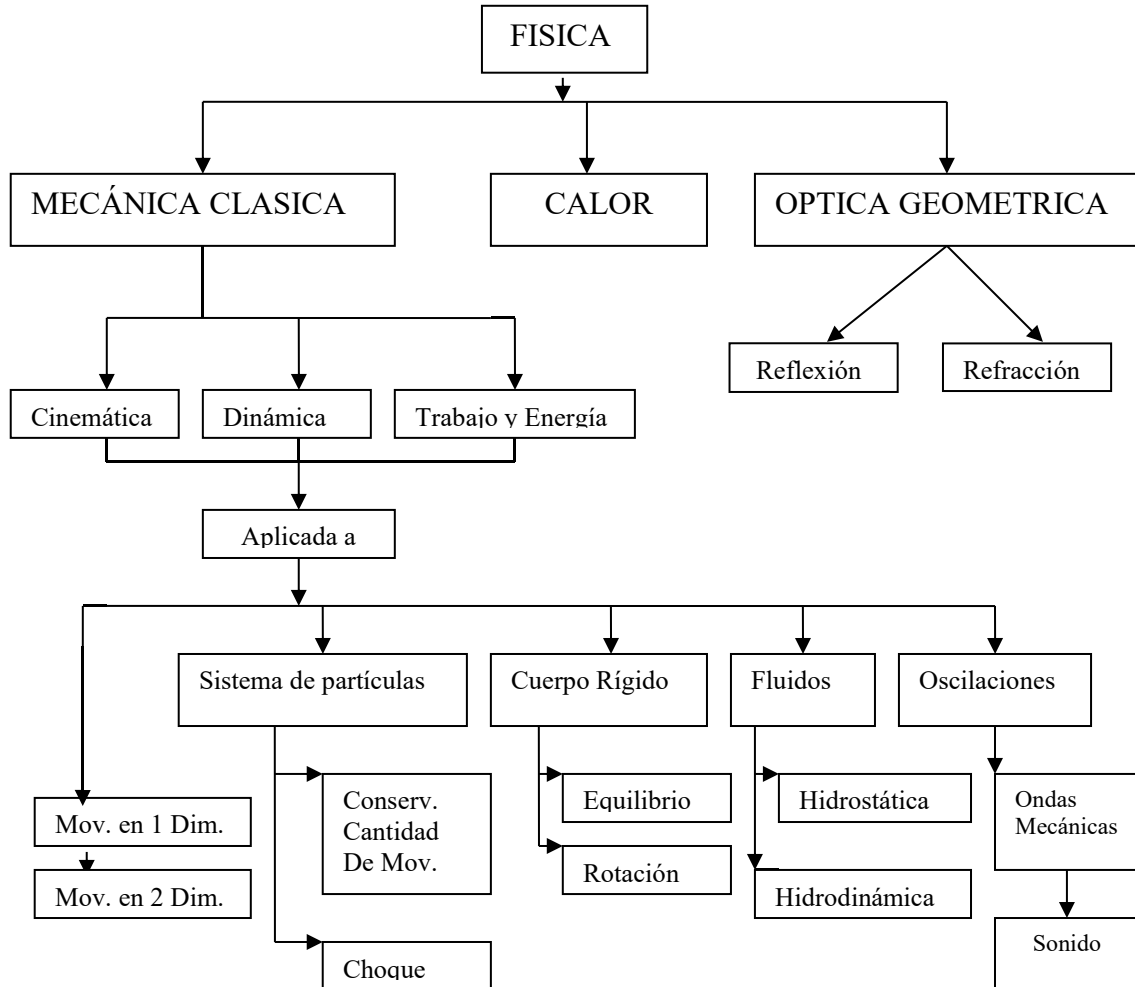 FISICA
MECÁNICA CLASICA
CALOR
OPTICA GEOMETRICA
Reflexión
Refracción
Cinemática
Dinámica
Trabajo y Energía
Aplicada a
Sistema de partículas
Cuerpo Rígido
Fluidos
Oscilaciones
Mov. en 1 Dim.
Mov. en 2 Dim.
Conserv.
Cantidad
De Mov.
Choque
Equilibrio
Rotación
Hidrostática
Hidrodinámica
Ondas
Mecánicas
Sonido